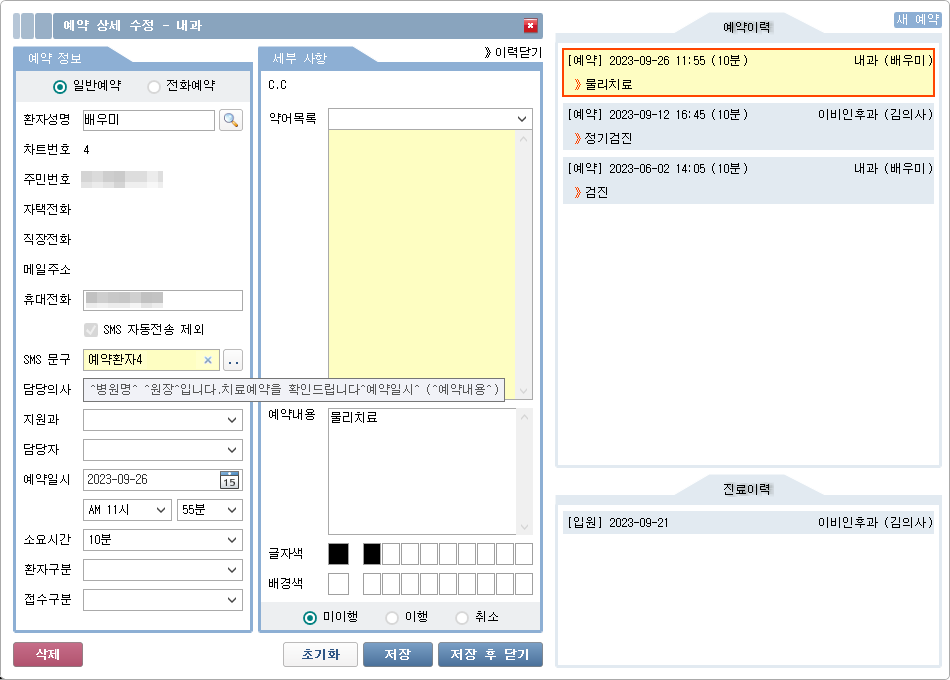 예약 상세 수정 - 내과
예약 정보
일반예약 전화예약
환자성명 배우미
차트번호 4
주민번호
자택전화
직장전화
메일주소
휴대전화
SMS 자동전송 제외
SMS 문구 예약환자4 ..
담당의사 ^병원명^ ^원장^입니다.치료예약을 확인드립니다^예약일시^ (^예약내용^)
지원과
담당자
예약일시 2023-09-26 15
AM 11시 55분
소요시간 10분
환자구분
접수구분
세부 사항
》이력닫기
C.C
약어목록
예약내용 물리치료
글자색
배경색
미이행 이행 취소
삭제 초기화 저장 저장 후 닫기
예약이력
새 예약
[예약] 2023-09-26 11:55 (10분) 내과 (배우미)
》물리치료
[예약] 2023-09-12 16:45 (10분) 이비인후과 (김의사)
》정기검진
[예약] 2023-06-02 14:05 (10분) 내과 (배우미)
》검진
진료이력
[입원] 2023-09-21 이비인후과 (김의사)